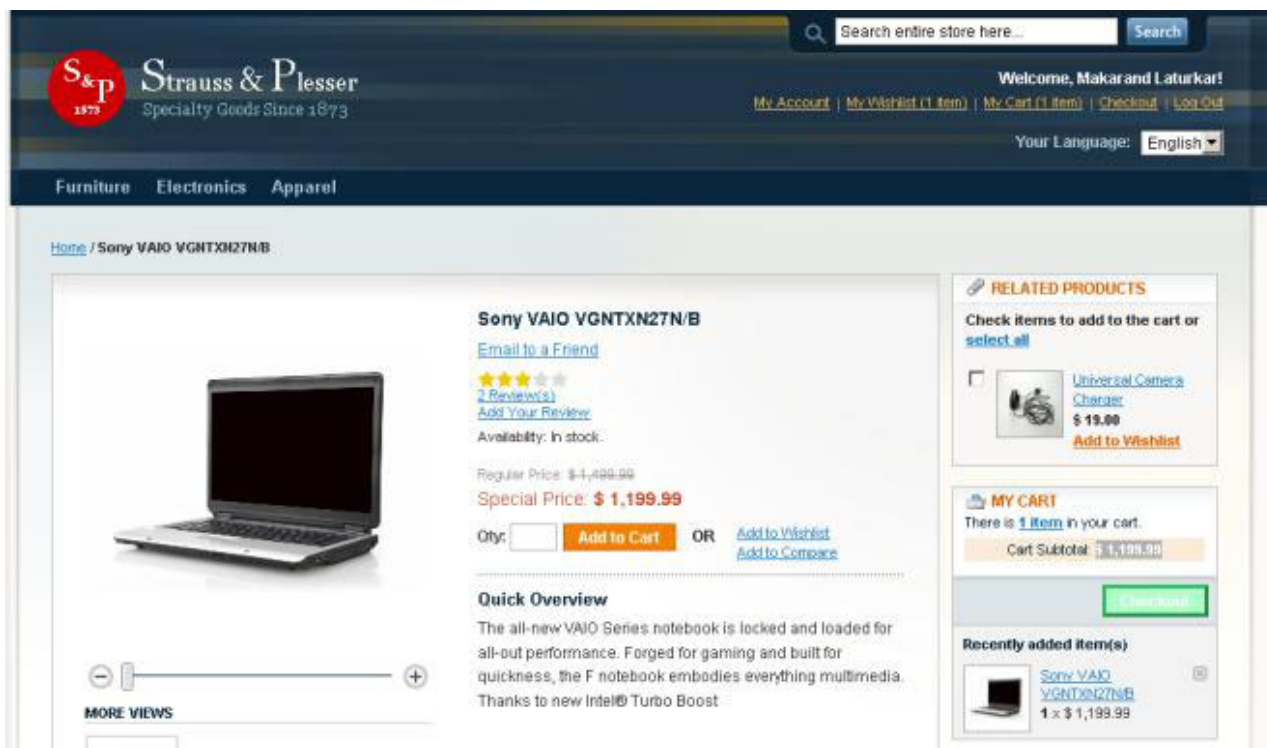 Search entire store here...
Search
S&P
1873
Strauss & Plesser
Specialty Goods Since 1873
Welcome, Makarand Laturkar!
My Account | My Wishlist (1 item) | My Cart (1 item) | Checkout | Log Out
Your Language: English
Furniture Electronics Apparel
Home / Sony VAIO VGNTXN27N/B
Sony VAIO VGNTXN27N/B
Email to a Friend
2 Review(s)
Add Your Review
Availability: In stock.
Regular Price: $ 1,499.99
Special Price: $ 1,199.99
Qty: Add to Cart OR Add to Wishlist
Add to Compare
Quick Overview
The all-new VAIO Series notebook is locked and loaded for
all-out performance. Forged for gaming and built for
quickness, the F notebook embodies everything multimedia.
Thanks to new Intel® Turbo Boost
MORE VIEWS
RELATED PRODUCTS
Check items to add to the cart or
select all
Universal Camera
Charger
$ 19.00
Add to Wishlist
MY CART
There is 1 item in your cart.
Cart Subtotal: $ 1,199.99
Checkout
Recently added item(s)
Sony VAIO
VGNTXN27N/B
1 x $ 1,199.99